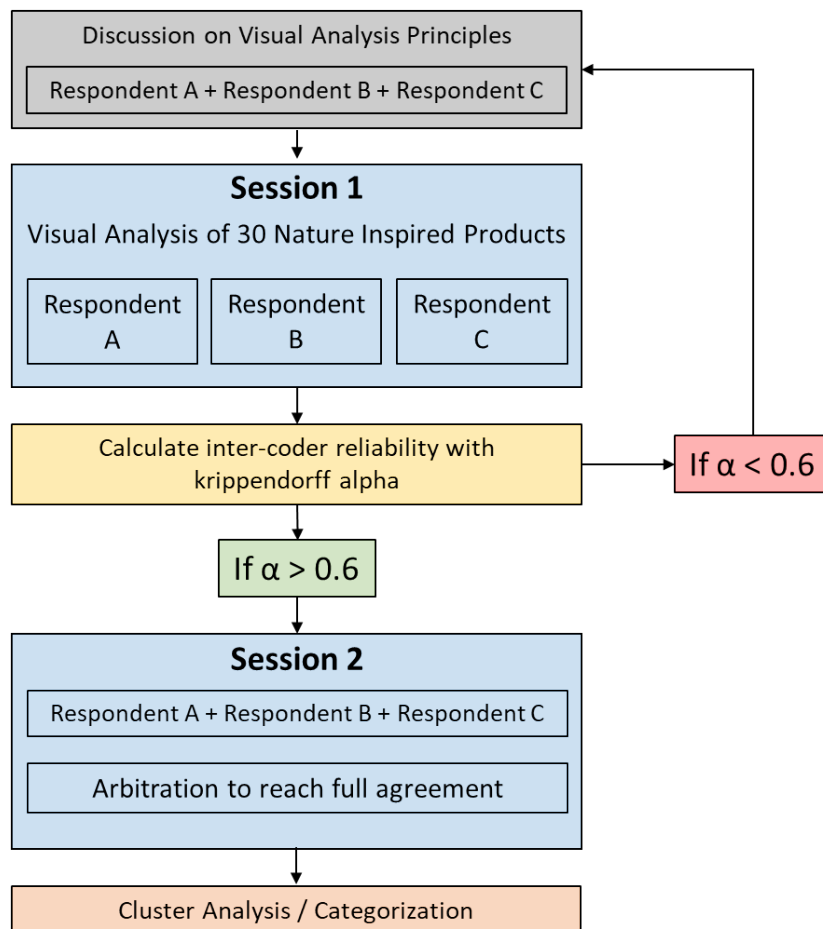 Discussion on Visual Analysis Principles
Respondent A + Respondent B + Respondent C
Session 1
Visual Analysis of 30 Nature Inspired Products
Respondent
A
Respondent
B
Respondent
C
Calculate inter-coder reliability with
krippendorff alpha
If α < 0.6
If α > 0.6
Session 2
Respondent A + Respondent B + Respondent C
Arbitration to reach full agreement
Cluster Analysis / Categorization